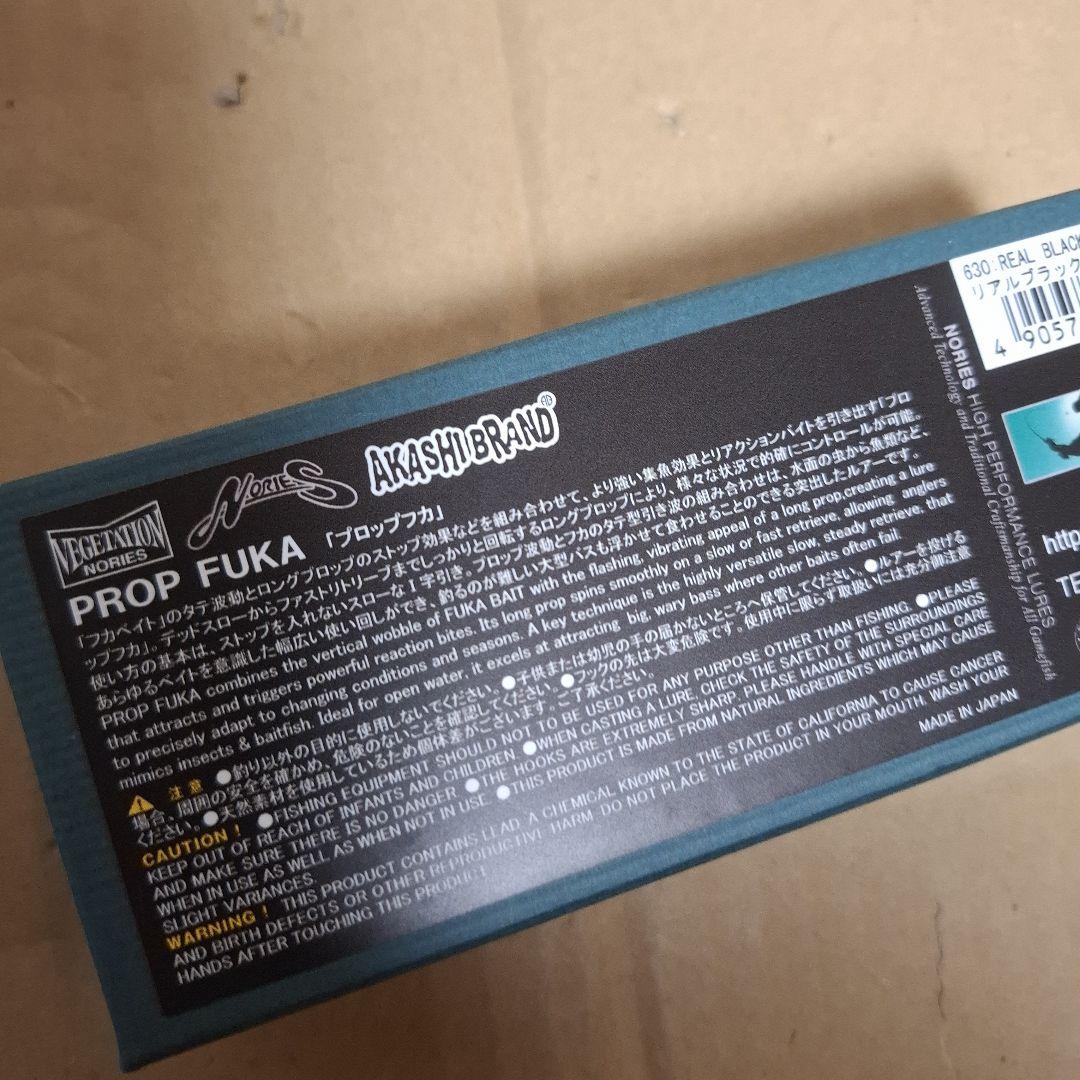 VEGETATION
NORIES
NORIES
AKASHI BRAND
PROP FUKA 「プロップフカ」
「フカベイト」のタテ波動とロングプロップのストップ効果などを組み合わせて、より強い集魚効果とリアクションバイトを引き出す「プロ
ップフカ」。デッドスローからファストリトリーブまでしっかりと回転するロングプロップにより、様々な状況で的確にコントロールが可能。
使い方の基本は、ストップを入れないスローなI字引き、プロップ波動とフカのタテ型引き波の組み合わせは、水面の虫から魚類など、
あらゆるベイトを意識した幅広い使い回しができ、釣るのが難しい大型バスも浮かせて食わせることのできる突出したルアーです。
PROP FUKA combines the vertical wobble of FUKA BAIT with the flashing, vibrating appeal of a long prop,creating a lure
that attracts and triggers powerful reaction bites. Its long prop spins smoothly on a slow or fast retrieve, allowing anglers
to precisely adapt to changing conditions and seasons. A key technique is the highly versatile slow, steady retrieve, that
mimics insects & baitfish. Ideal for open water, it excels at attracting big, wary bass where other baits often fail
注意 ●釣り以外の目的に使用しないでください。●子供または幼児の手の届かないところへ保管してください。●ルアーを投げる
場合、周囲の安全を確かめ、危険のないことを確認してください。●フックの先は大変危険です。使用中に限らず取扱いには充分御注意
ください。●天然素材を使用しているため個体差がございます。ご了承ください。
CAUTION! ●FISHING EQUIPMENT SHOULD NOT TO BE USED FOR ANY PURPOSE OTHER THAN FISHING. ●PLEASE
KEEP OUT OF REACH OF INFANTS AND CHILDREN ●WHEN CASTING A LURE, CHECK THE SAFETY OF THE SURROUNDINGS
AND MAKE SURE THERE IS NO DANGER ●THE HOOKS ARE EXTREMELY SHARP. PLEASE HANDLE WITH SPECIAL CARE
WHEN IN USE AS WELL AS WHEN NOT IN USE ●THIS PRODUCT IS MADE FROM NATURAL INGREDIENTS WHICH MAY CAUSE
SLIGHT VARIANCES.
WARNING! THIS PRODUCT CONTAINS LEAD, A CHEMICAL KNOWN TO THE STATE OF CALIFORNIA TO CAUSE CANCER
AND BIRTH DEFECTS OR OTHER REPRODUCTIVE HARM. DO NOT PLACE THE PRODUCT IN YOUR MOUTH. WASH YOUR
HANDS AFTER TOUCHING THIS PRODUCT.
MADE IN JAPAN
630:REAL BLACK
リアルブラック
4 9057
NORIES HIGH PERFORMANCE LURES
Advanced Technology and Traditional Craftmanship for All Gamefish
http
TE